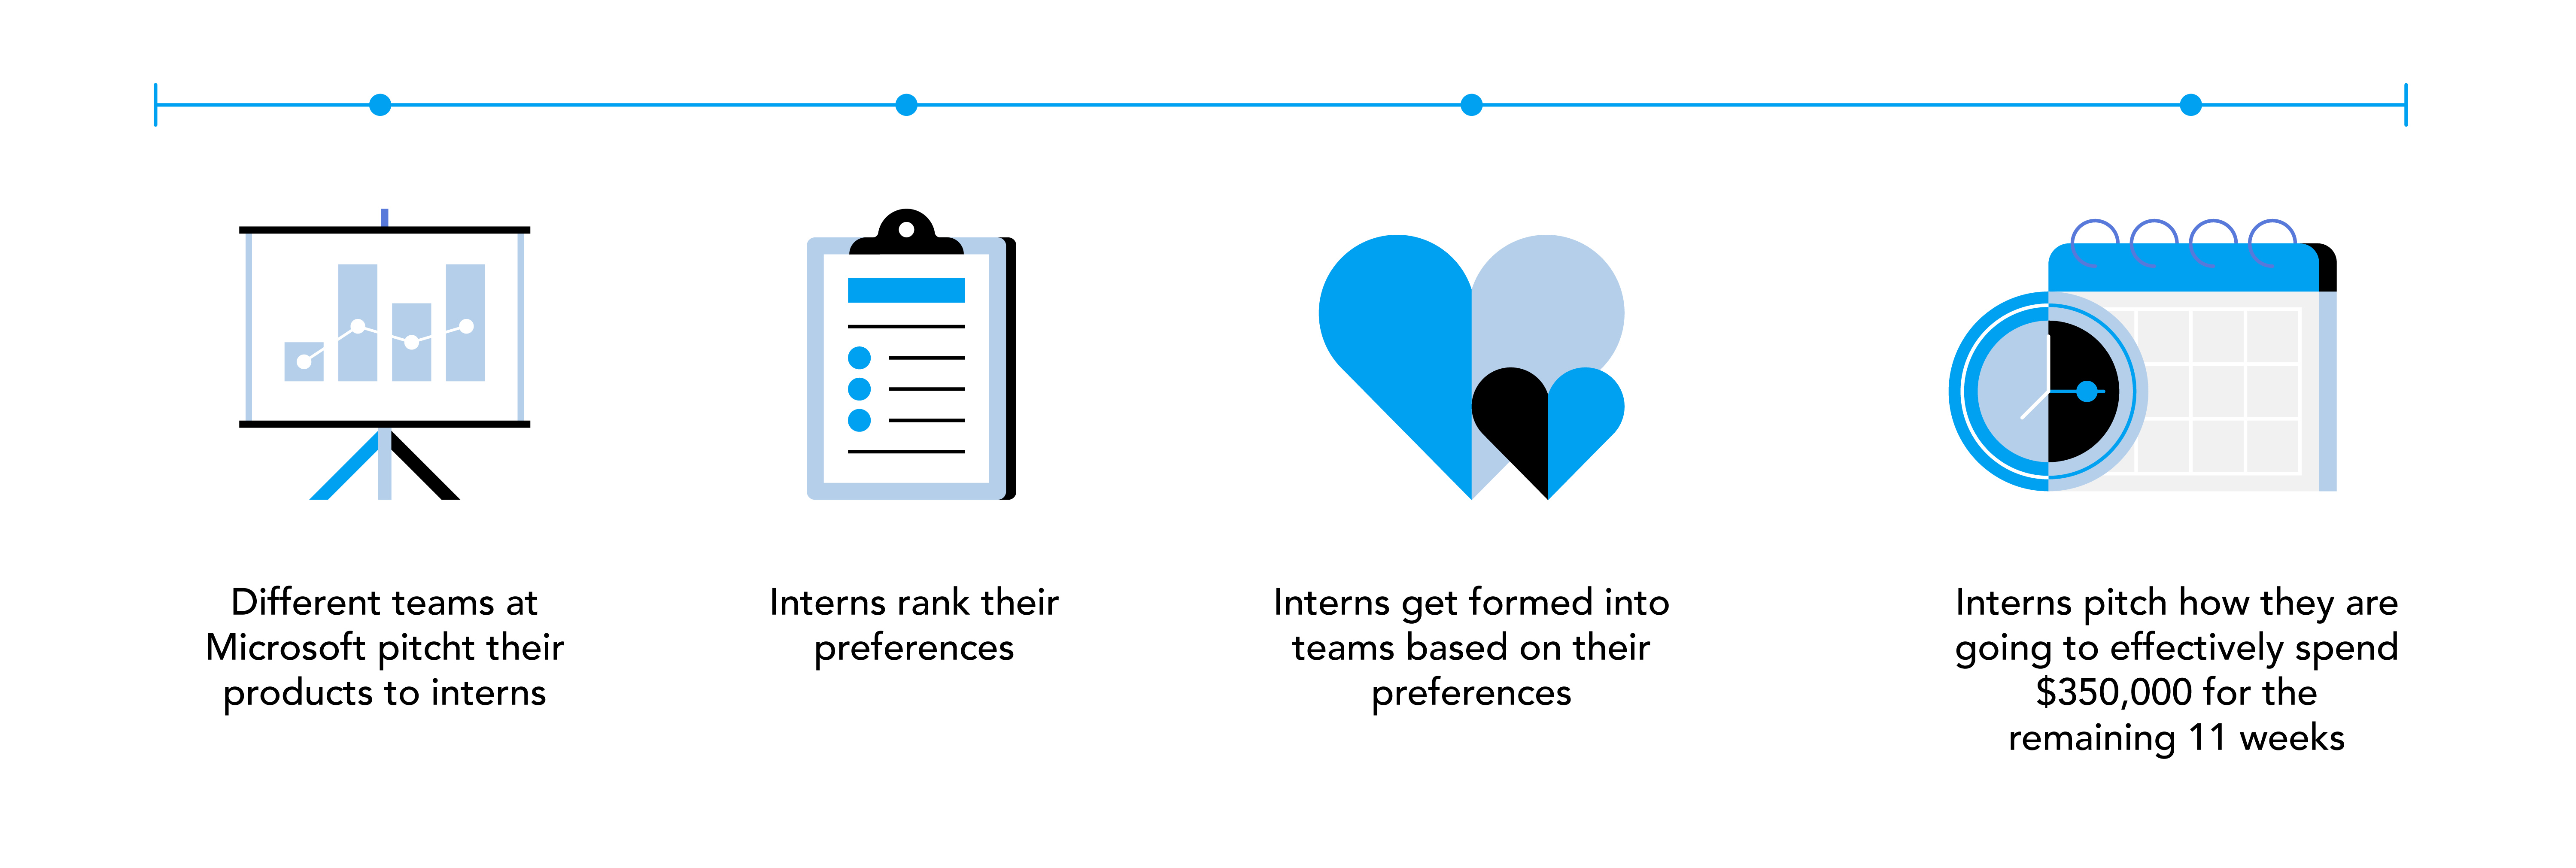 Different teams at
Microsoft pitcht their
products to interns
Interns rank their
preferences
Interns get formed into
teams based on their
preferences
Interns pitch how they are
going to effectively spend
$350,000 for the
remaining 11 weeks